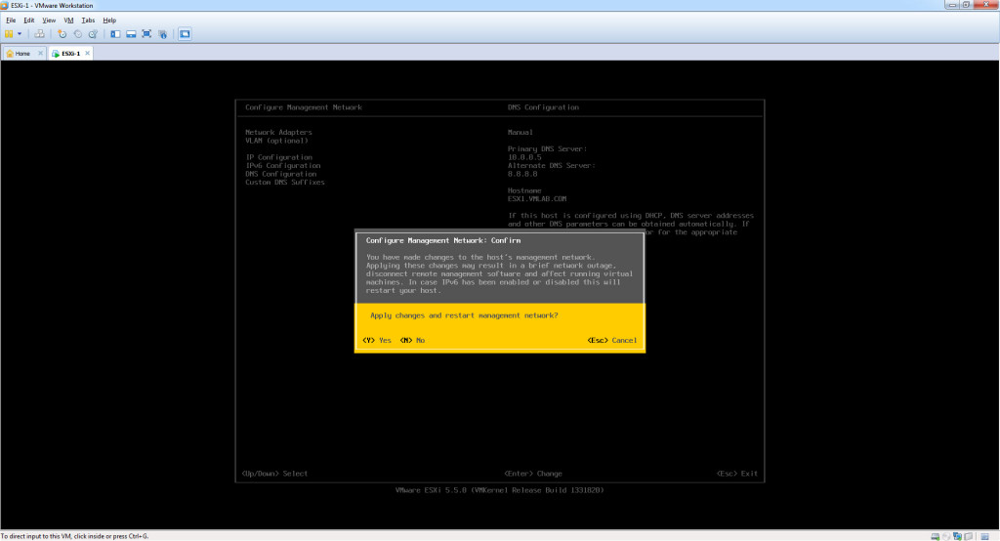 ESXi-1 - VMware Workstation
File Edit View VM Tabs Help
Home ESXi-1
Configure Management Network DNS Configuration
Network Adapters
VLAN (optional)
IP Configuration
IPv6 Configuration
DNS Configuration
Custom DNS Suffixes
Manual
Primary DNS Server:
10.0.0.5
Alternate DNS Server:
Hostname
ESX1.VMLAB.COM
If this host is configured using DHCP, DNS server addresses
and other DNS parameters can be obtained automatically. If
or for the appropriate
Configure Management Network: Confirm
You have made changes to the host's management network.
Applying these changes may result in a brief network outage,
disconnect remote management software and affect running virtual
machines. In case IPv6 has been enabled or disabled this will
restart your host.
Apply changes and restart management network?
<Y> Yes <N> No <Esc> Cancel
<Up/Down> Select <Enter> Change <Esc> Exit
VMware ESXi 5.5.0 (VMKernel Release Build 1331820)
To direct input to this VM, click inside or press Ctrl+G.